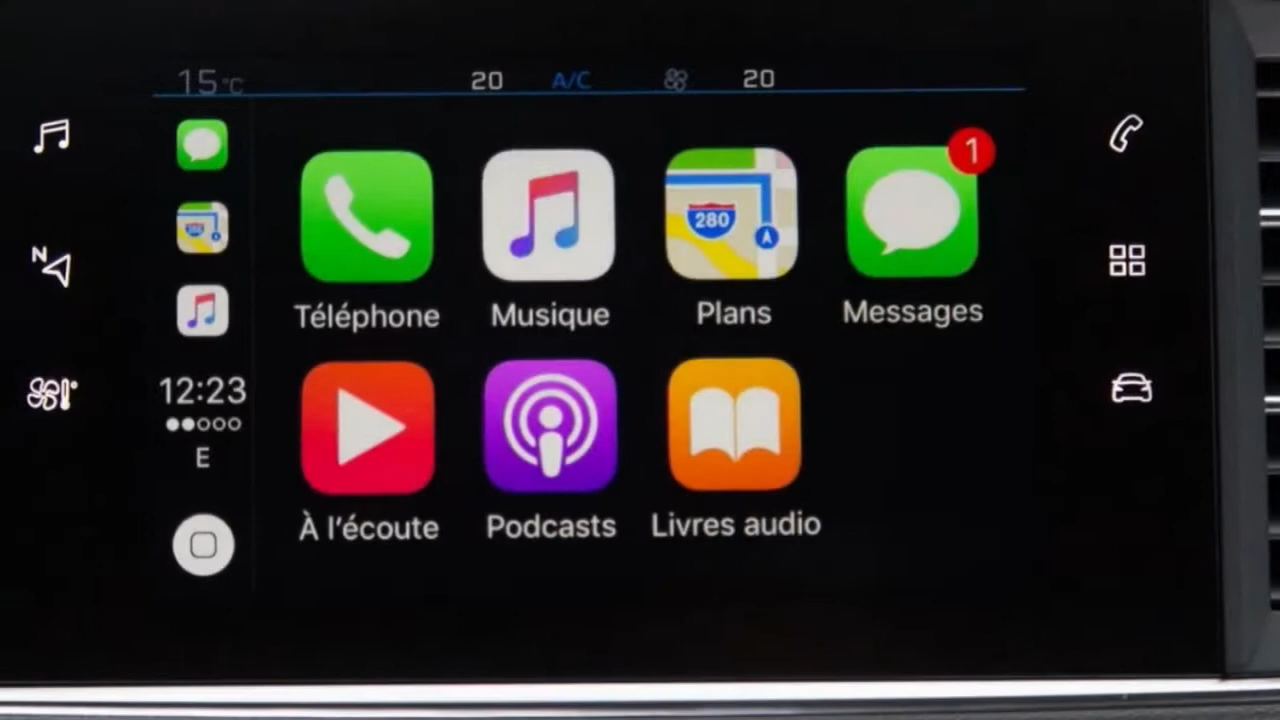 15°C
20 A/C 20
N
1
280
Téléphone Musique Plans Messages
12:23
E
À l'écoute Podcasts Livres audio